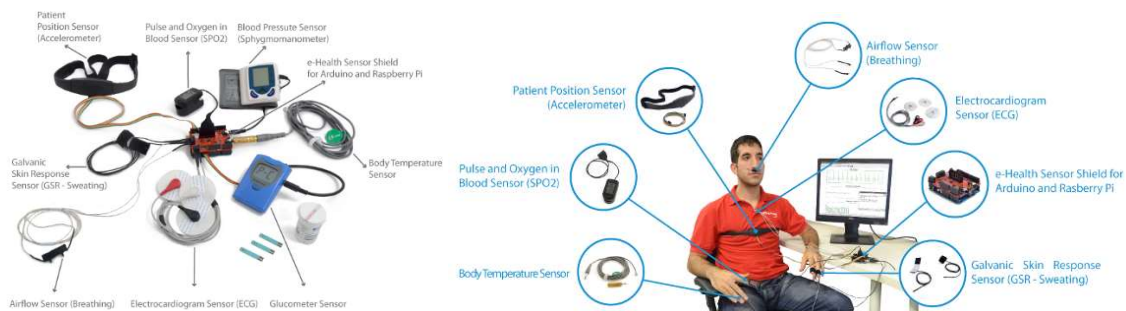 Patient
Position Sensor
(Accelerometer)
Pulse and Oxygen in
Blood Sensor (SPO2)
Blood Pressute Sensor
(Sphygmomanometer)
e-Health Sensor Shield
for Arduino and Raspberry Pi
Galvanic
Skin Response
Sensor (GSR - Sweating)
Body Temperature
Sensor
Airflow Sensor (Breathing)
Electrocardiogram Sensor (ECG)
Glucometer Sensor
Airflow Sensor
(Breathing)
Patient Position Sensor
(Accelerometer)
Electrocardiogram
Sensor (ECG)
Pulse and Oxygen in
Blood Sensor (SPO2)
e-Health Sensor Shield for
Arduino and Rasberry Pi
Body Temperature Sensor
Galvanic Skin Response
Sensor (GSR - Sweating)